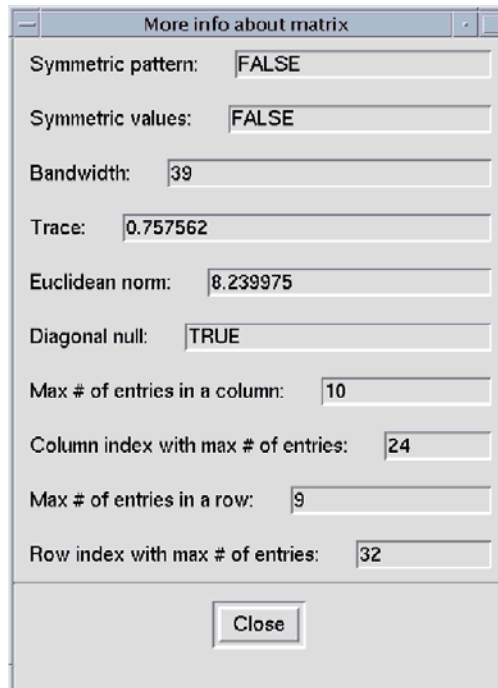 More info about matrix
Symmetric pattern: FALSE
Symmetric values: FALSE
Bandwidth: 39
Trace: 0.757562
Euclidean norm: 8.239975
Diagonal null: TRUE
Max # of entries in a column: 10
Column index with max # of entries: 24
Max # of entries in a row: 9
Row index with max # of entries: 32
Close